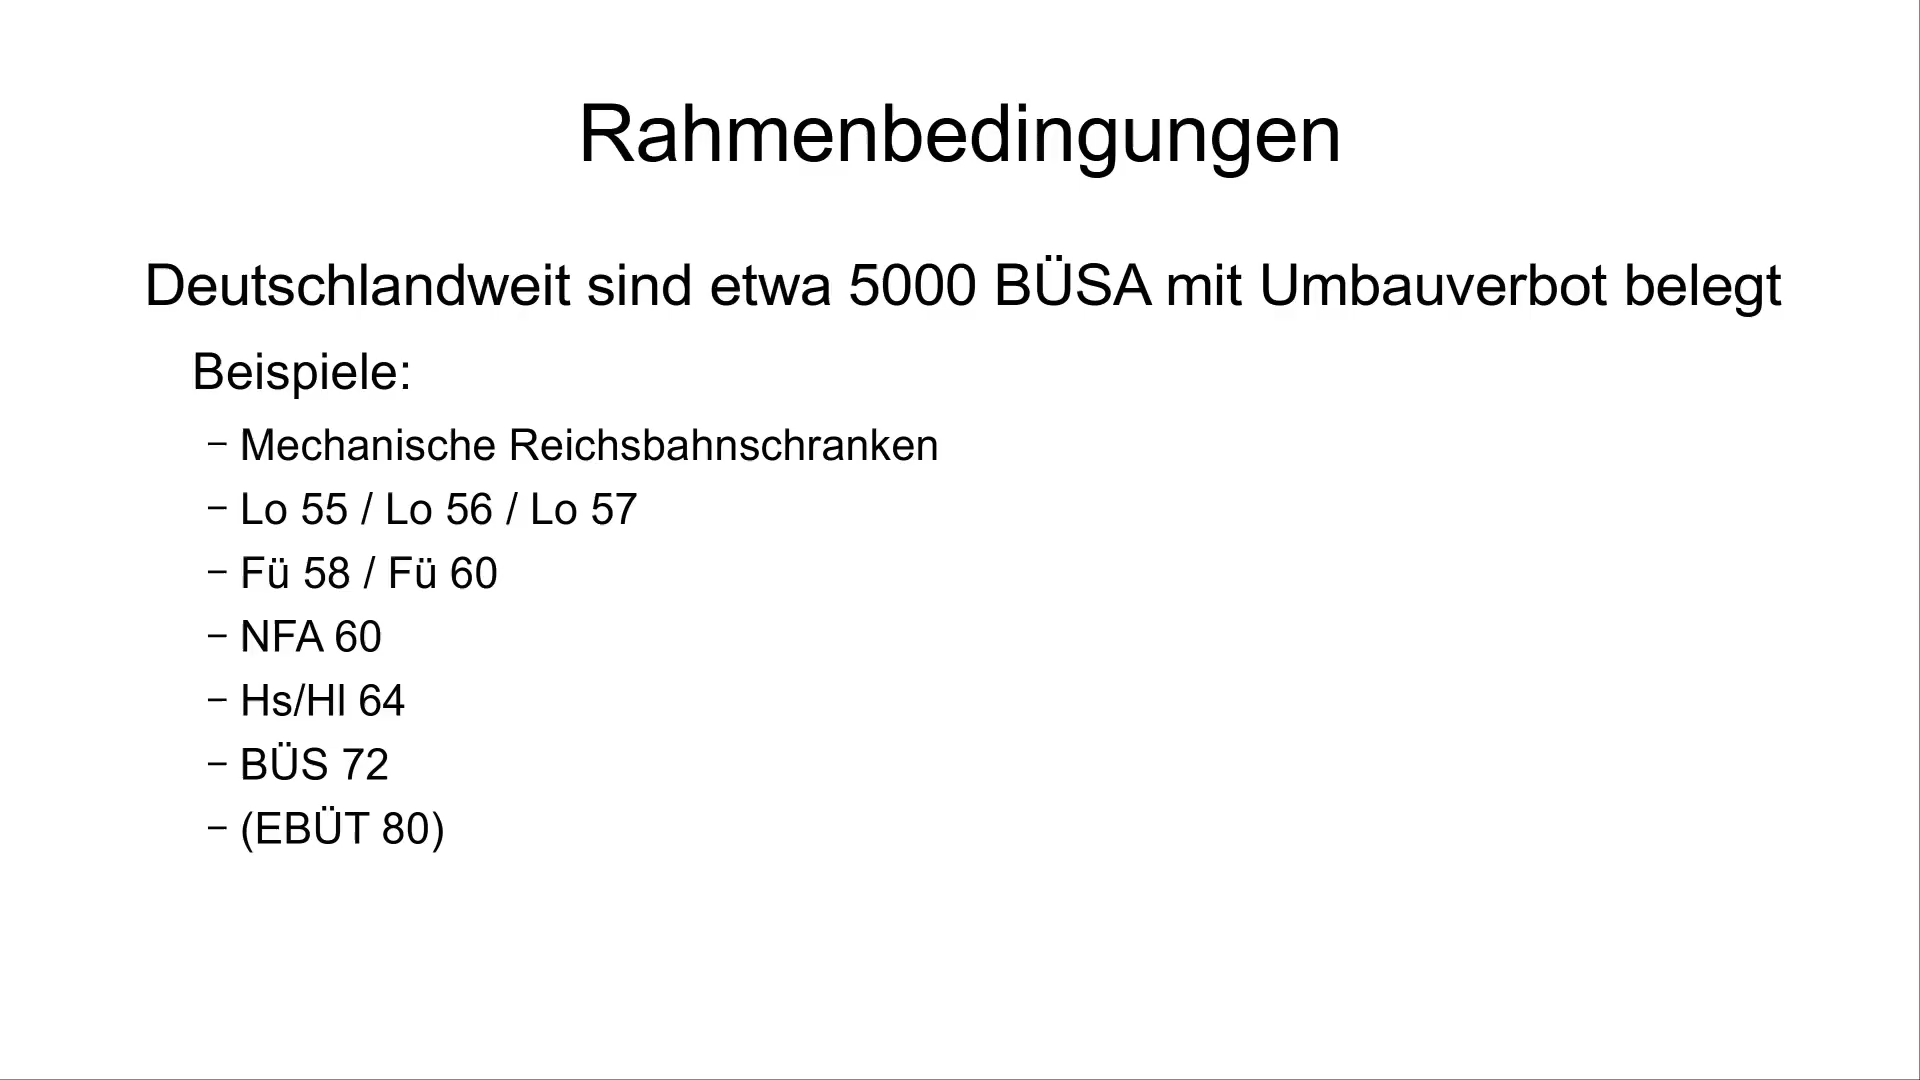 Rahmenbedingungen
Deutschlandweit sind etwa 5000 BÜSA mit Umbauverbot belegt
Beispiele:
– Mechanische Reichsbahnschranken
– Lo 55 / Lo 56 / Lo 57
– Fü 58 / Fü 60
– NFA 60
– Hs/Hl 64
– BÜS 72
– (EBÜT 80)